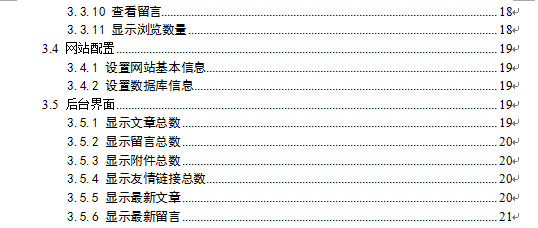 3.3.10 查看留言 18
3.3.11 显示浏览数量 18
3.4 网站配置 19
3.4.1 设置网站基本信息 19
3.4.2 设置数据库信息 19
3.5 后台界面 19
3.5.1 显示文章总数 19
3.5.2 显示留言总数 20
3.5.3 显示附件总数 20
3.5.4 显示友情链接总数 20
3.5.5 显示最新文章 20
3.5.6 显示最新留言 21